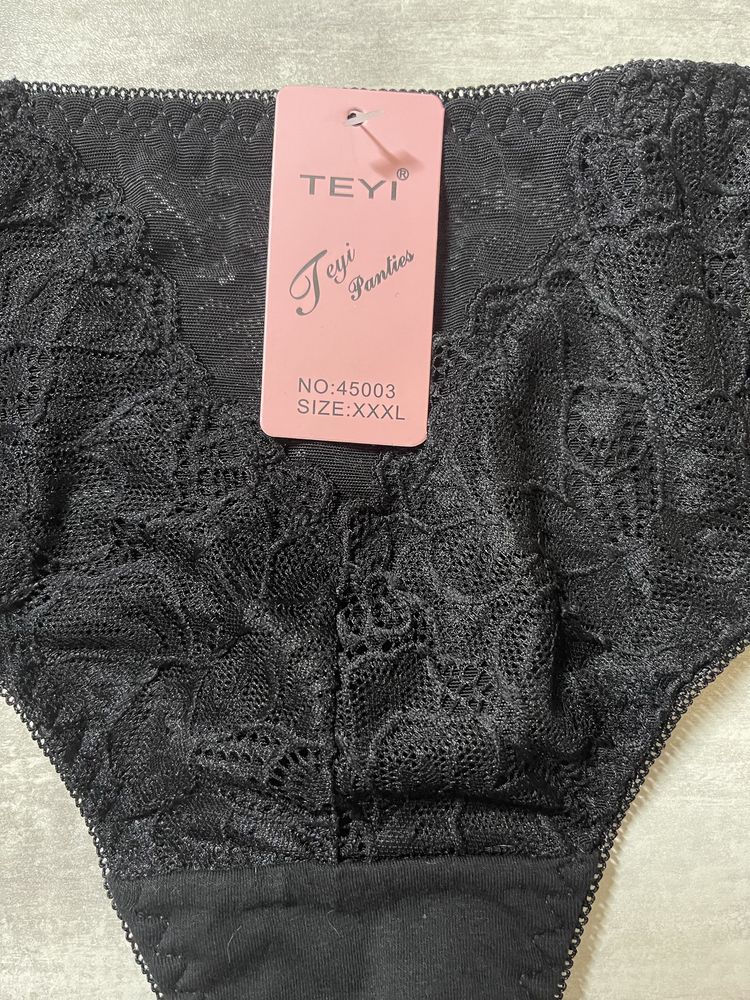 TEYI®
Teyi
Panties
NO:45003
SIZE:XXXL